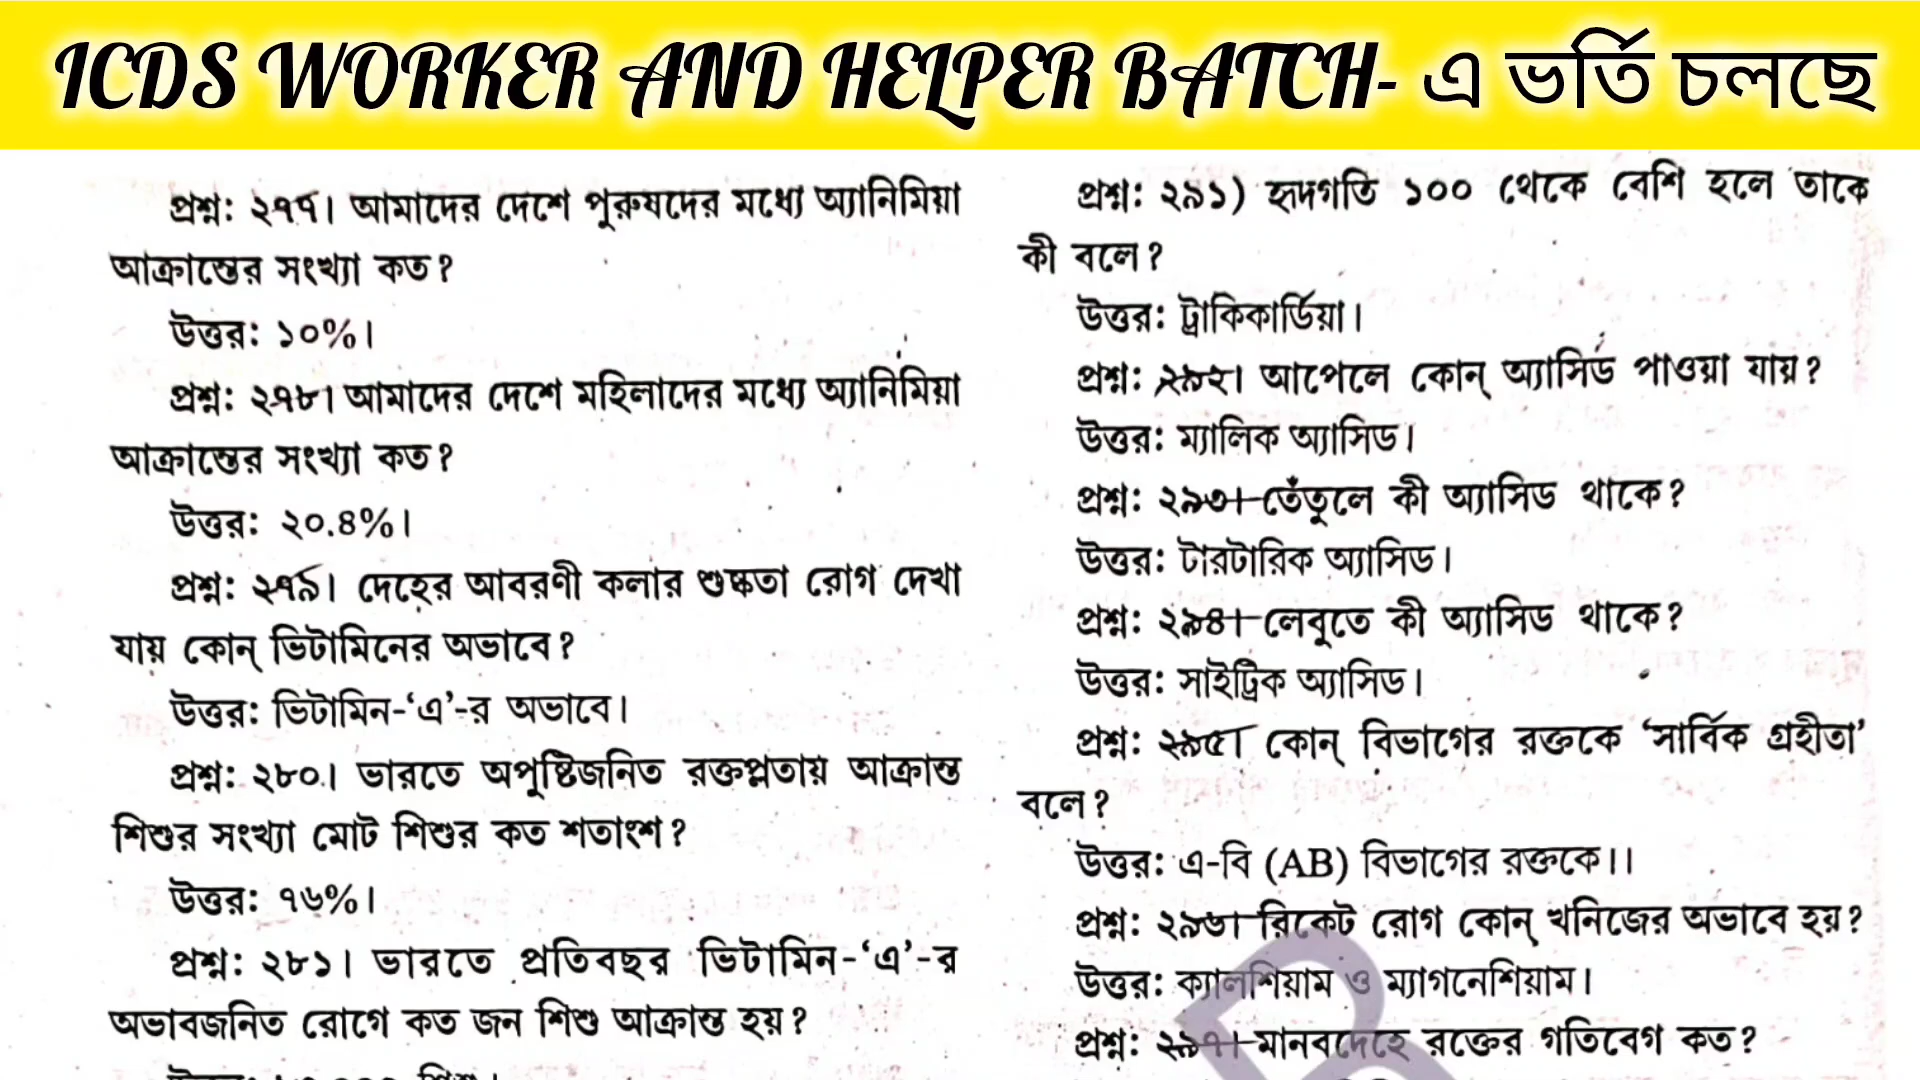 ICDS WORKER AND HELPER BATCH- এ ভর্তি চলছে
প্রশ্ন: ২৭৭। আমাদের দেশে পুরুষদের মধ্যে অ্যানিমিয়া
আক্রান্তের সংখ্যা কত?
উত্তর: ১০%।
প্রশ্ন: ২৭৮। আমাদের দেশে মহিলাদের মধ্যে অ্যানিমিয়া
আক্রান্তের সংখ্যা কত?
উত্তর: ২০.৪%।
প্রশ্ন: ২৭৯। দেহের আবরণী কলার শুষ্কতা রোগ দেখা
যায় কোন্ ভিটামিনের অভাবে?
উত্তর: ভিটামিন-‘এ’-র অভাবে।
প্রশ্ন: ২৮০। ভারতে অপুষ্টিজনিত রক্তপ্লতায় আক্রান্ত
শিশুর সংখ্যা মোট শিশুর কত শতাংশ?
উত্তর: ৭৬%।
প্রশ্ন: ২৮১। ভারতে প্রতিবছর ভিটামিন-‘এ’-র
অভাবজনিত রোগে কত জন শিশু আক্রান্ত হয়?
প্রশ্ন: ২৯১) হৃদগতি ১০০ থেকে বেশি হলে তাকে
কী বলে?
উত্তর: ট্রাকিকার্ডিয়া।
প্রশ্ন: ২৯২। আপেলে কোন্ অ্যাসিড পাওয়া যায়?
উত্তর: ম্যালিক অ্যাসিড।
প্রশ্ন: ২৯৩। তেঁতুলে কী অ্যাসিড থাকে?
উত্তর: টারটারিক অ্যাসিড।
প্রশ্ন: ২৯৪। লেবুতে কী অ্যাসিড থাকে?
উত্তর: সাইট্রিক অ্যাসিড।
প্রশ্ন: ২৯৫। কোন্ বিভাগের রক্তকে ‘সার্বিক গ্রহীতা’
বলে?
উত্তর: এ-বি (AB) বিভাগের রক্তকে।।
প্রশ্ন: ২৯৬। রিকেট রোগ কোন্ খনিজের অভাবে হয়?
উত্তর: ক্যালশিয়াম ও ম্যাগনেশিয়াম।
প্রশ্ন: ২৯৭। মানবদেহে রক্তের গতিবেগ কত?